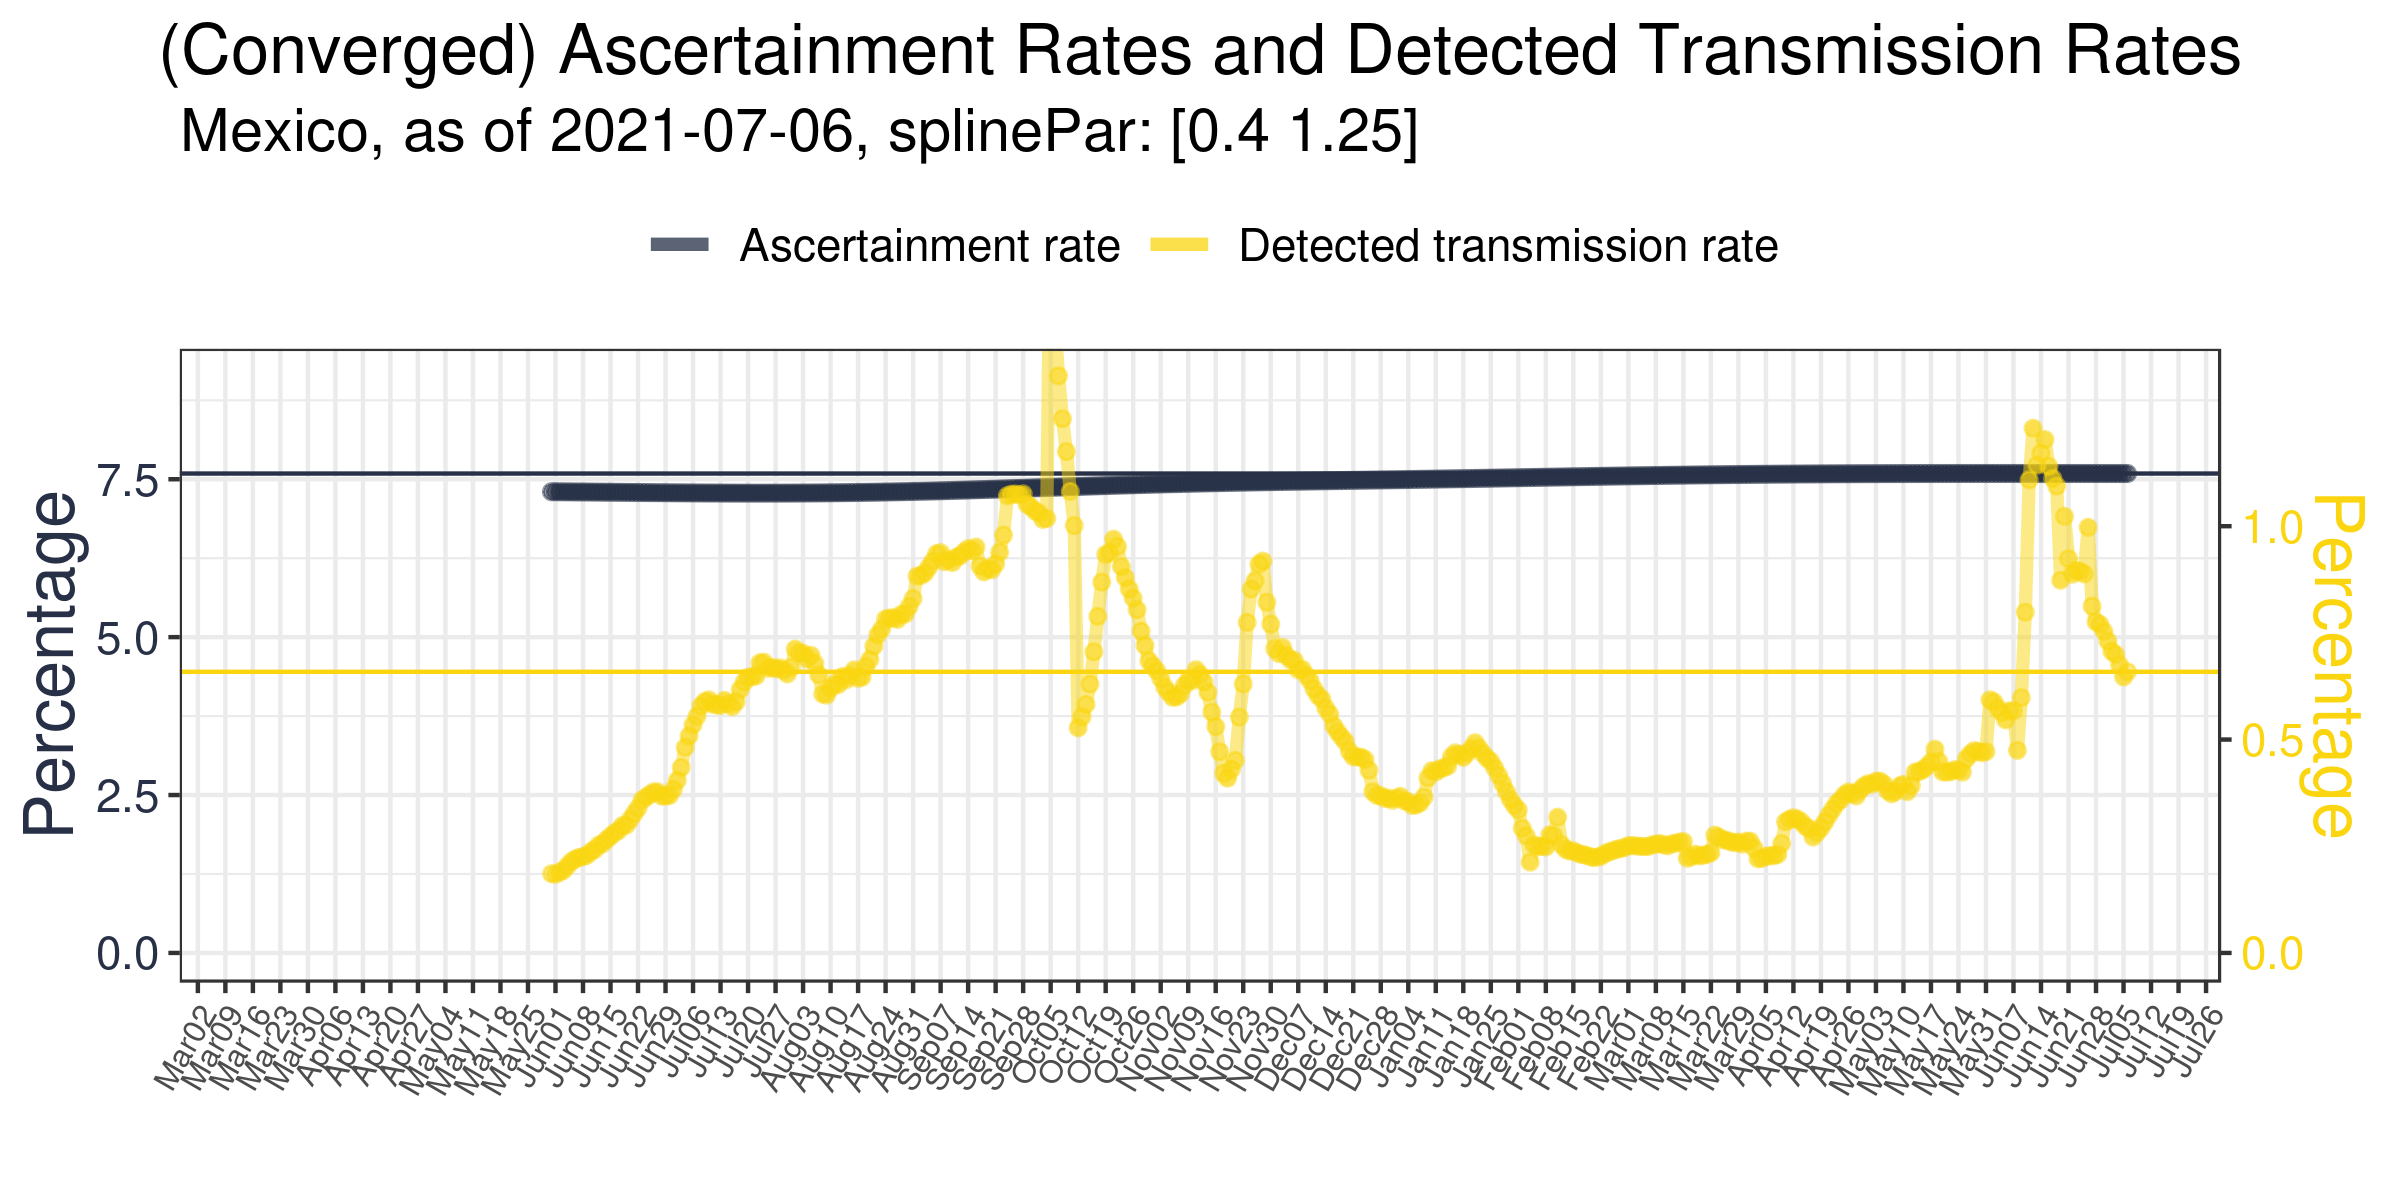 (Converged) Ascertainment Rates and Detected Transmission Rates
Mexico, as of 2021-07-06, splinePar: [0.4 1.25]
Ascertainment rate
Detected transmission rate
Percentage
7.5
5.0
2.5
0.0
1.0
0.5
0.0
Percentage
Mar02
Mar09
Mar16
Mar23
Mar30
Apr06
Apr13
Apr20
Apr27
May04
May11
May18
May25
Jun01
Jun08
Jun15
Jun22
Jun29
Jul06
Jul13
Jul20
Jul27
Aug03
Aug10
Aug17
Aug24
Aug31
Sep07
Sep14
Sep21
Sep28
Oct05
Oct12
Oct19
Oct26
Nov02
Nov09
Nov16
Nov23
Nov30
Dec07
Dec14
Dec21
Dec28
Jan04
Jan11
Jan18
Jan25
Feb01
Feb08
Feb15
Feb22
Mar01
Mar08
Mar15
Mar22
Mar29
Apr05
Apr12
Apr19
Apr26
May03
May10
May17
May24
May31
Jun07
Jun14
Jun21
Jun28
Jul05
Jul12
Jul19
Jul26